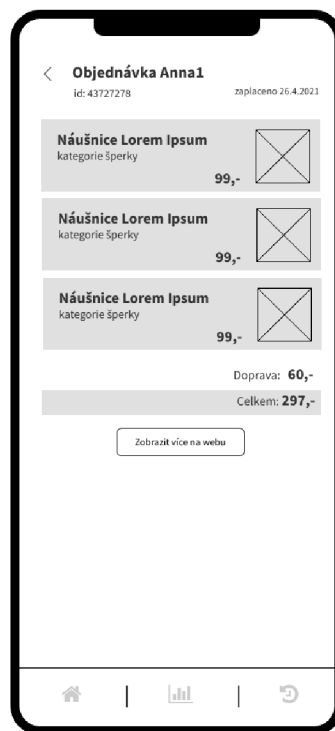 Objednávka Anna1
id: 43727278
zaplaceno 26.4.2021
Náušnice Lorem Ipsum
kategorie šperky
99,-
Náušnice Lorem Ipsum
kategorie šperky
99,-
Náušnice Lorem Ipsum
kategorie šperky
99,-
Doprava: 60,-
Celkem: 297,-
Zobrazit více na webu